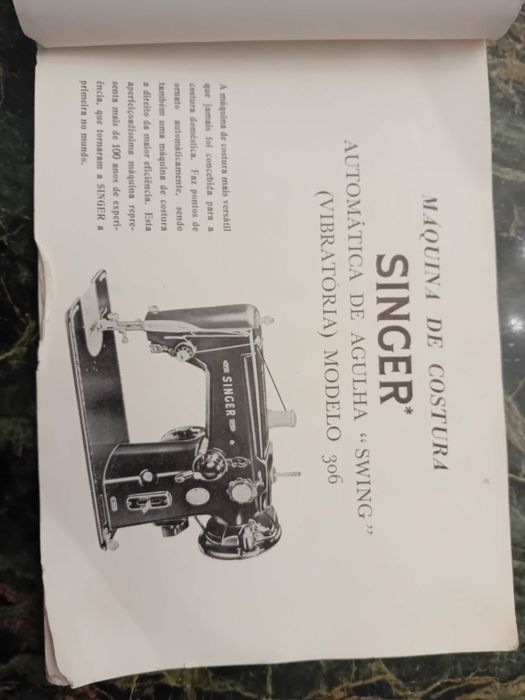 MÁQUINA DE COSTURA
SINGER*
AUTOMÁTICA DE AGULHA “SWING”
(VIBRATÓRIA) MODELO 306
A máquina de costura mais versátil
que jamais foi concebida para a
costura doméstica. Faz pontos de
ornato automáticamente, sendo
também uma máquina de costura
a direito da maior eficiência. Esta
aperfeiçoadíssima máquina repre-
senta mais de 100 anos de experi-
ência, que tornaram a SINGER a
primeira no mundo.
SINGER